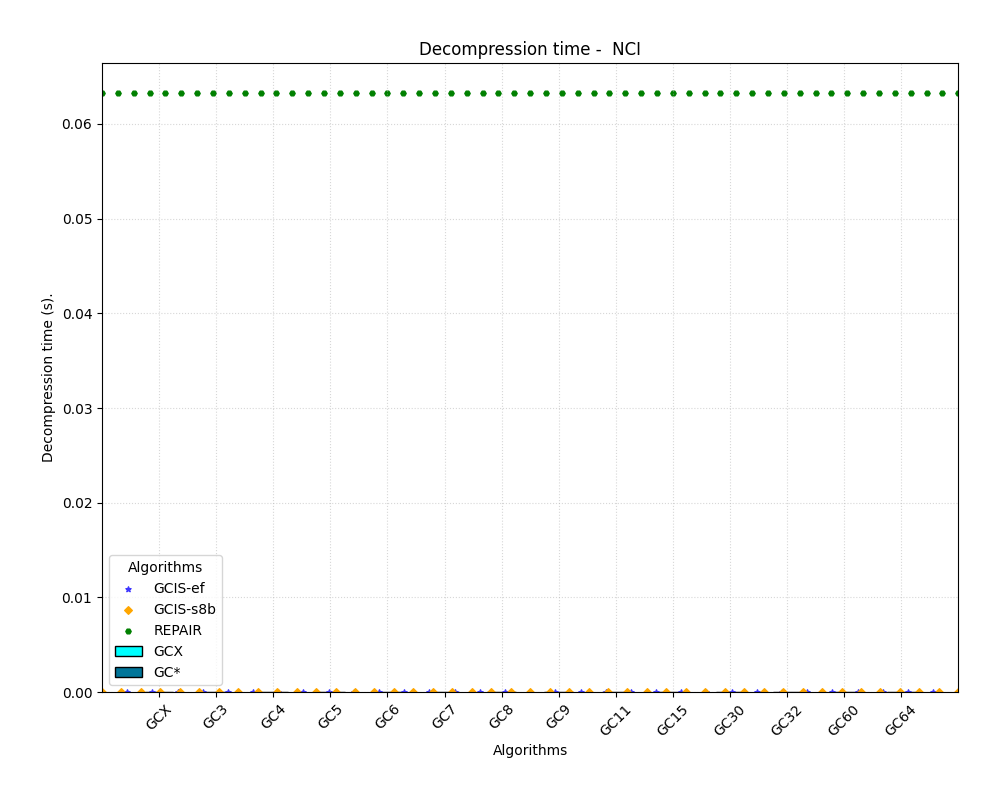 Decompression time -  NCI
0.06
0.05
0.04
0.03
0.02
0.01
0.00
Decompression time (s).
Algorithms
GCIS-ef
GCIS-s8b
REPAIR
GCX
GC*
GCX
GC3
GC4
GC5
GC6
GC7
GC8
GC9
GC11
GC15
GC30
GC32
GC60
GC64
Algorithms